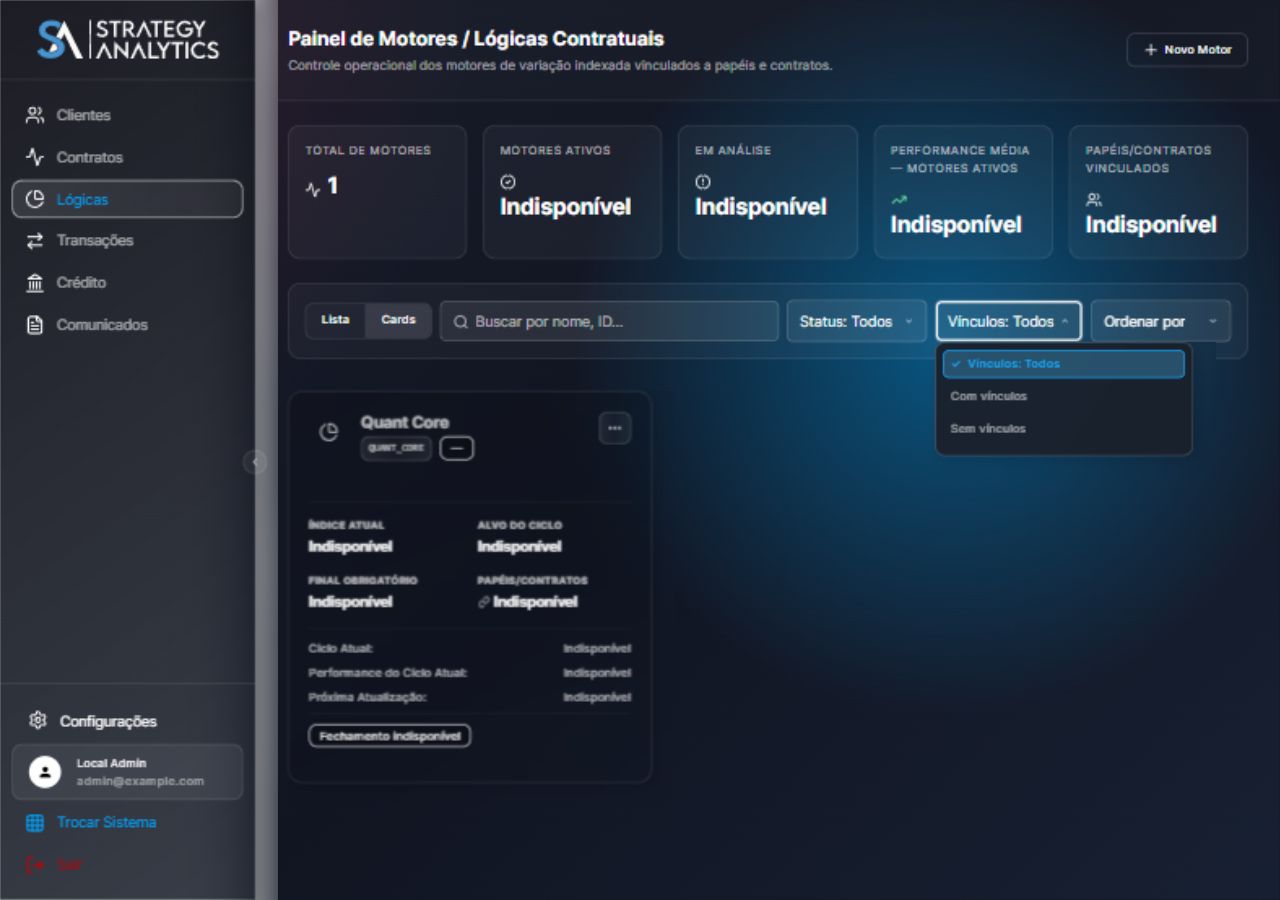 STRATEGY
ANALYTICS
Clientes
Contratos
Lógicas
Transações
Crédito
Comunicados
Configurações
Local Admin
admin@example.com
Trocar Sistema
Sair
Painel de Motores / Lógicas Contratuais
Controle operacional dos motores de variação indexada vinculados a papéis e contratos.
Novo Motor
TOTAL DE MOTORES
1
MOTORES ATIVOS
Indisponível
EM ANÁLISE
Indisponível
PERFORMANCE MÉDIA
— MOTORES ATIVOS
Indisponível
PAPÉIS/CONTRATOS
VINCULADOS
Indisponível
Lista
Cards
Buscar por nome, ID...
Status: Todos
Vínculos: Todos
Ordenar por
Vínculos: Todos
Com vínculos
Sem vínculos
Quant Core
QUANT_CORE
—
ÍNDICE ATUAL
Indisponível
ALVO DO CICLO
Indisponível
FINAL OBRIGATÓRIO
Indisponível
PAPÉIS/CONTRATOS
Indisponível
Ciclo Atual: Indisponível
Performance do Ciclo Atual: Indisponível
Próxima Atualização: Indisponível
Fechamento indisponível